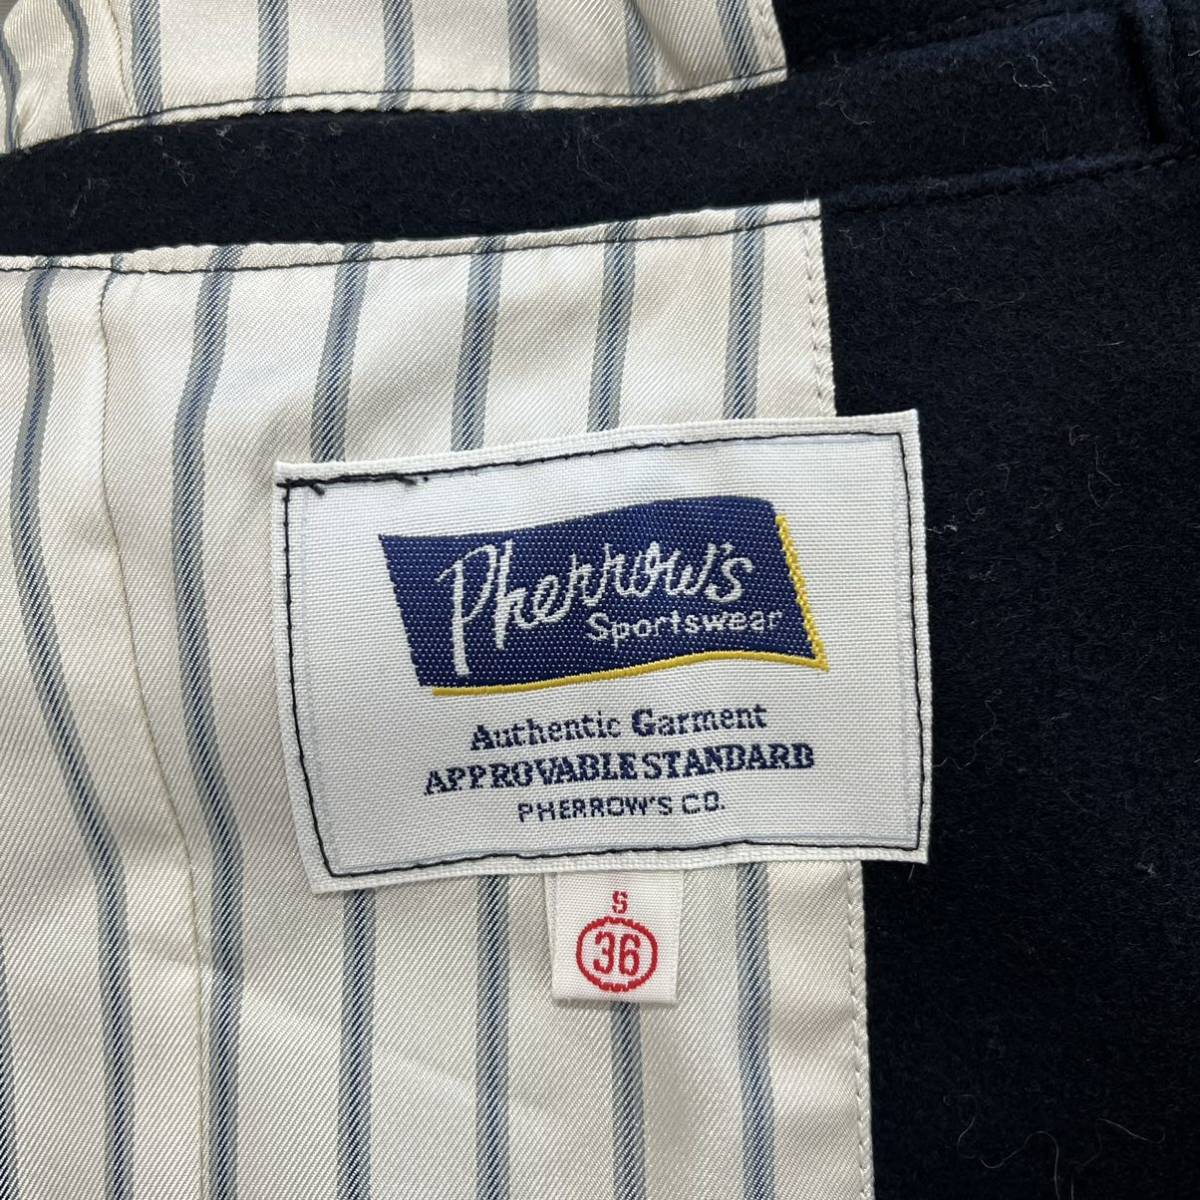 Pherrow's
Sportswear
Authentic Garment
APPROVABLE STANDARD
PHERROW'S CO.
S
36